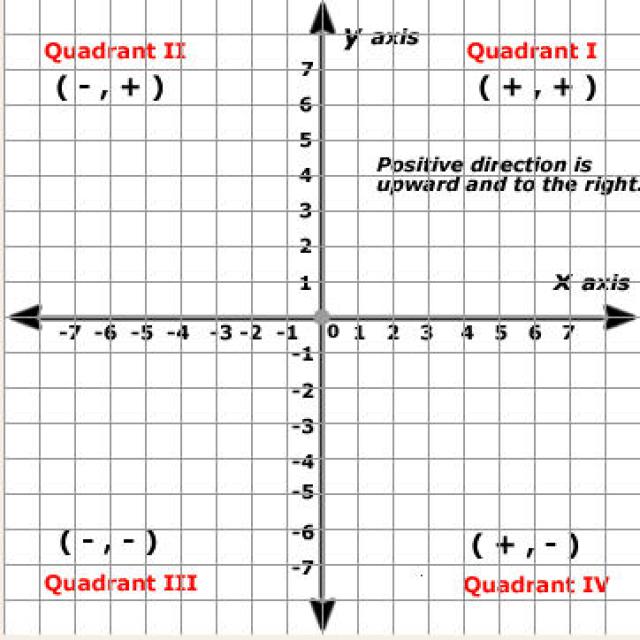 y axis
Quadrant II
Quadrant I
( - , + )
( + , + )
7
6
5
Positive direction is
upward and to the right.
4
3
2
1
X axis
-7 -6 -5 -4 -3 -2 -1 0 1 2 3 4 5 6 7
-1
-2
-3
-4
-5
-6
-7
( - , - )
( + , - )
Quadrant III
Quadrant IV